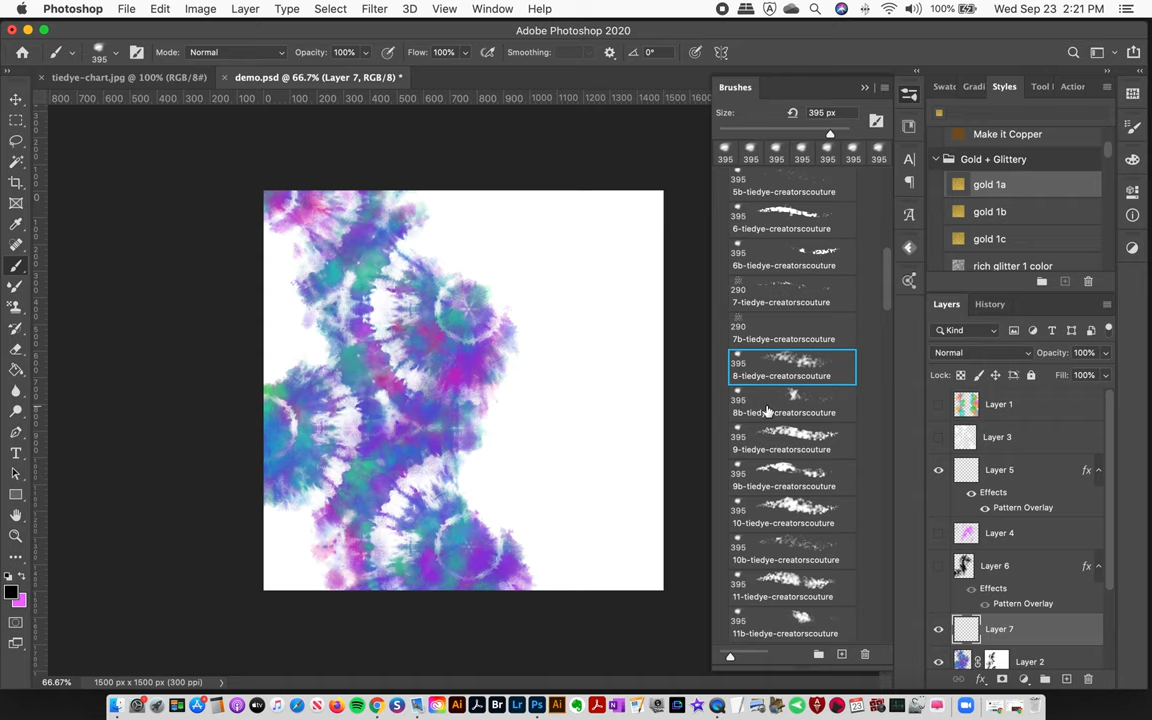 Photoshop File Edit Image Layer Type Select Filter 3D View Window Help 100% Wed Sep 23 2:21 PM
Adobe Photoshop 2020
395 Mode: Normal Opacity: 100% Flow: 100% Smoothing: 0°
tiedye-chart.jpg @ 100% (RGB/8#) demo.psd @ 66.7% (Layer 7, RGB/8) *
800 700 600 500 400 300 200 100 0 100 200 300 400 500 600 700 800 900 1000 1100 1200 1300 1400 1500 1600
Brushes
Size: 395 px
395 395 395 395 395 395 395
395
5b-tiedye-creatorscouture
395
6-tiedye-creatorscouture
395
6b-tiedye-creatorscouture
290
7-tiedye-creatorscouture
290
7b-tiedye-creatorscouture
395
8-tiedye-creatorscouture
395
8b-tiedye-creatorscouture
395
9-tiedye-creatorscouture
395
9b-tiedye-creatorscouture
395
10-tiedye-creatorscouture
395
10b-tiedye-creatorscouture
395
11-tiedye-creatorscouture
395
11b-tiedye-creatorscouture
Swatc Gradi Styles Tool Action
Make it Copper
Gold + Glittery
gold 1a
gold 1b
gold 1c
rich glitter 1 color
Layers History
Kind
Normal Opacity: 100%
Lock: Fill: 100%
Layer 1
Layer 3
Layer 5 fx
Effects
Pattern Overlay
Layer 4
Layer 6 fx
Effects
Pattern Overlay
Layer 7
Layer 2
66.67% 1500 px x 1500 px (300 ppi)